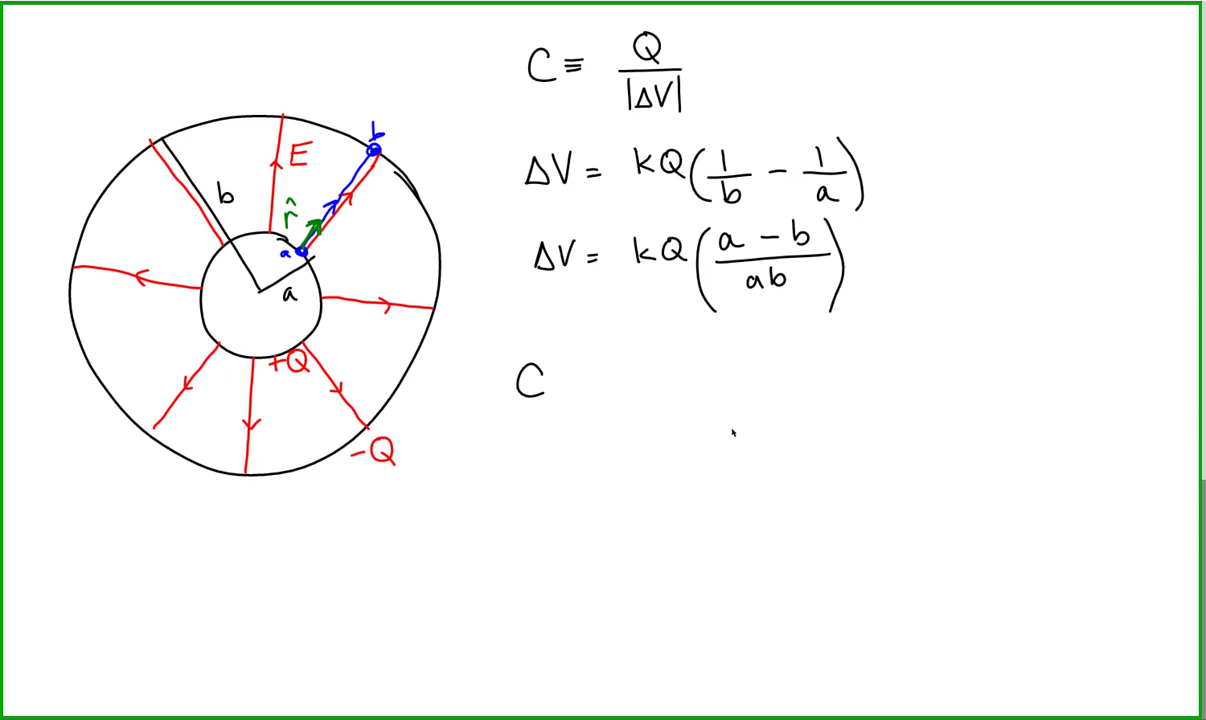 C ≡ Q / |ΔV|
ΔV = kQ(1/b − 1/a)
ΔV = kQ((a − b)/ab)
C
b
E
b
r̂
a
a
+Q
−Q